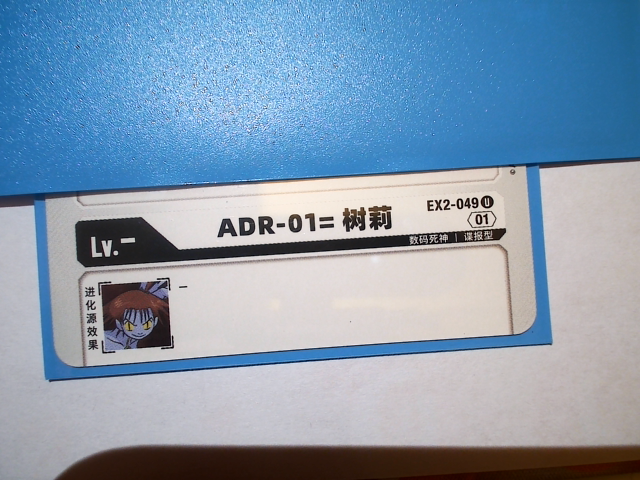 EX2-049 U
ADR-01= 树莉
01
Lv.-
数码死神 | 谍报型
进化源效果
-